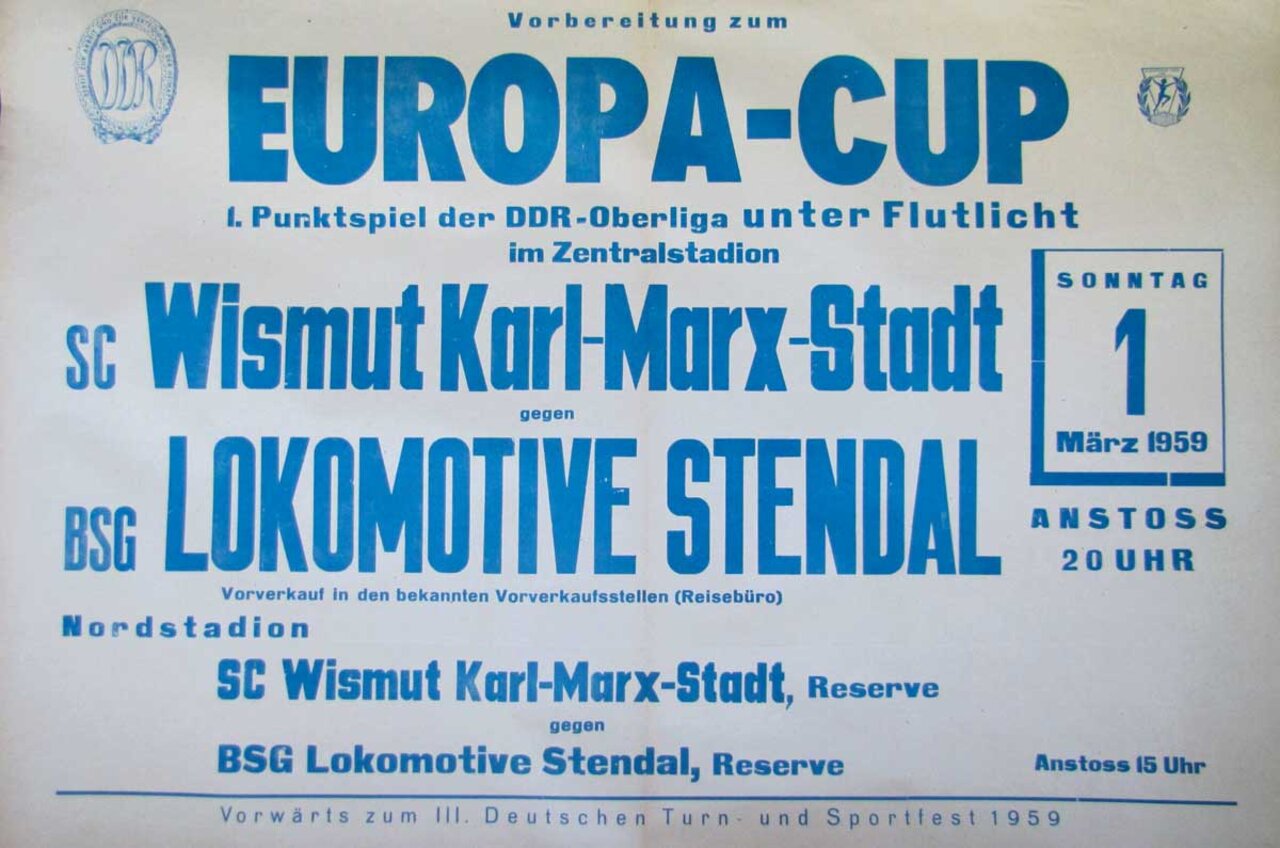 Vorbereitung zum
DDR
EUROPA-CUP
1. Punktspiel der DDR-Oberliga unter Flutlicht
im Zentralstadion
SC Wismut Karl-Marx-Stadt
gegen
BSG LOKOMOTIVE STENDAL
SONNTAG
1
März 1959
ANSTOSS
20 UHR
Vorverkauf in den bekannten Vorverkaufsstellen (Reisebüro)
Nordstadion
SC Wismut Karl-Marx-Stadt, Reserve
gegen
BSG Lokomotive Stendal, Reserve
Anstoss 15 Uhr
Vorwärts zum III. Deutschen Turn- und Sportfest 1959